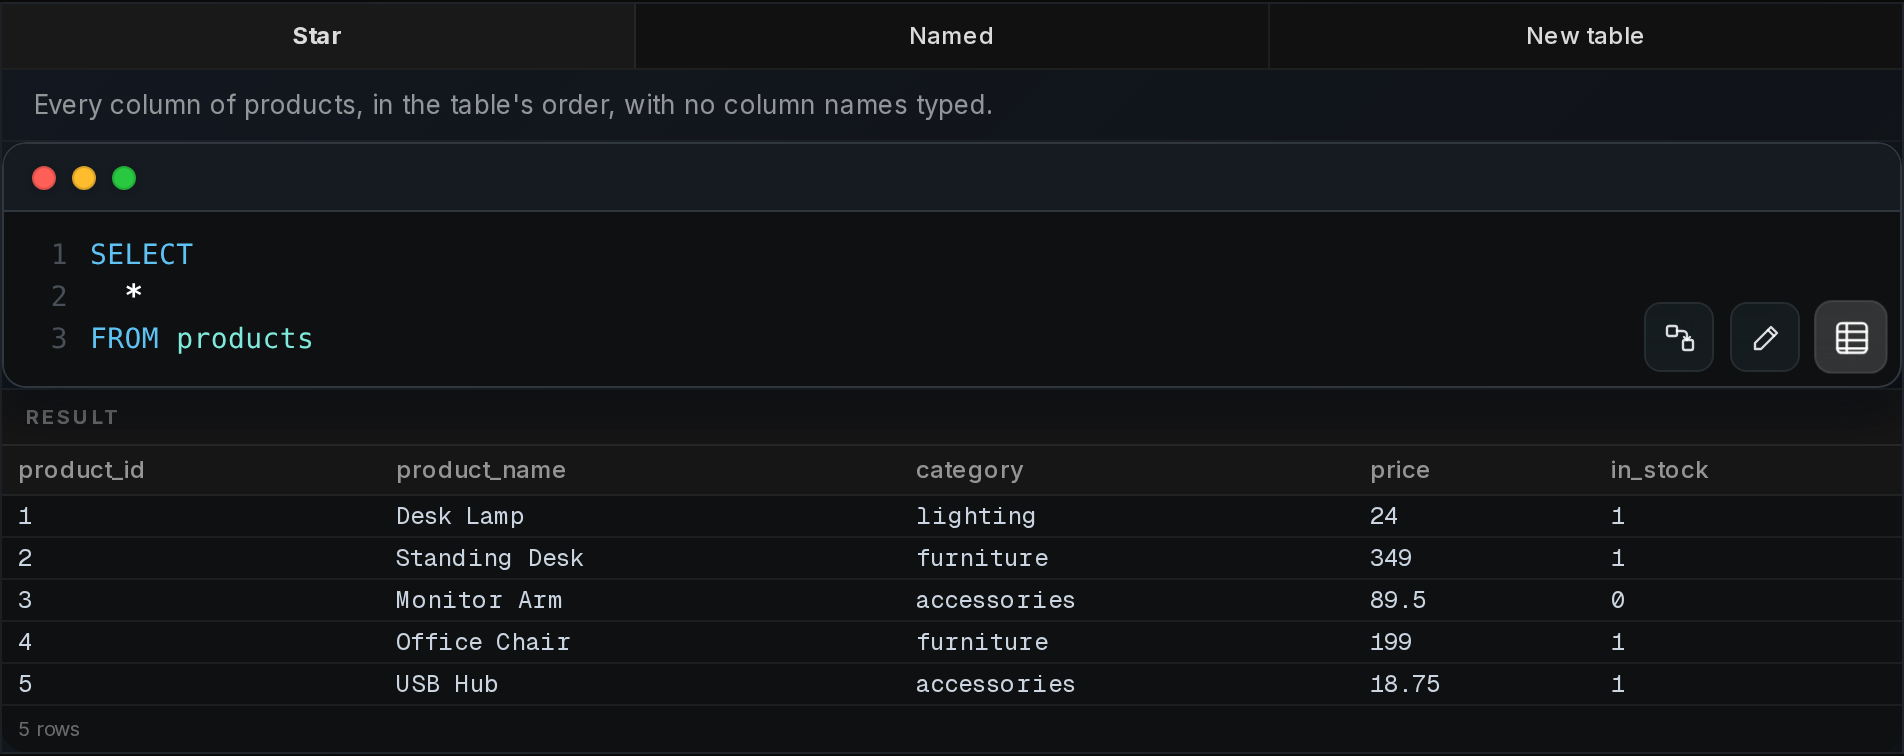 Star Named New table
Every column of products, in the table's order, with no column names typed.
1 SELECT
2 *
3 FROM products
RESULT
product_id product_name category price in_stock
1 Desk Lamp lighting 24 1
2 Standing Desk furniture 349 1
3 Monitor Arm accessories 89.5 0
4 Office Chair furniture 199 1
5 USB Hub accessories 18.75 1
5 rows